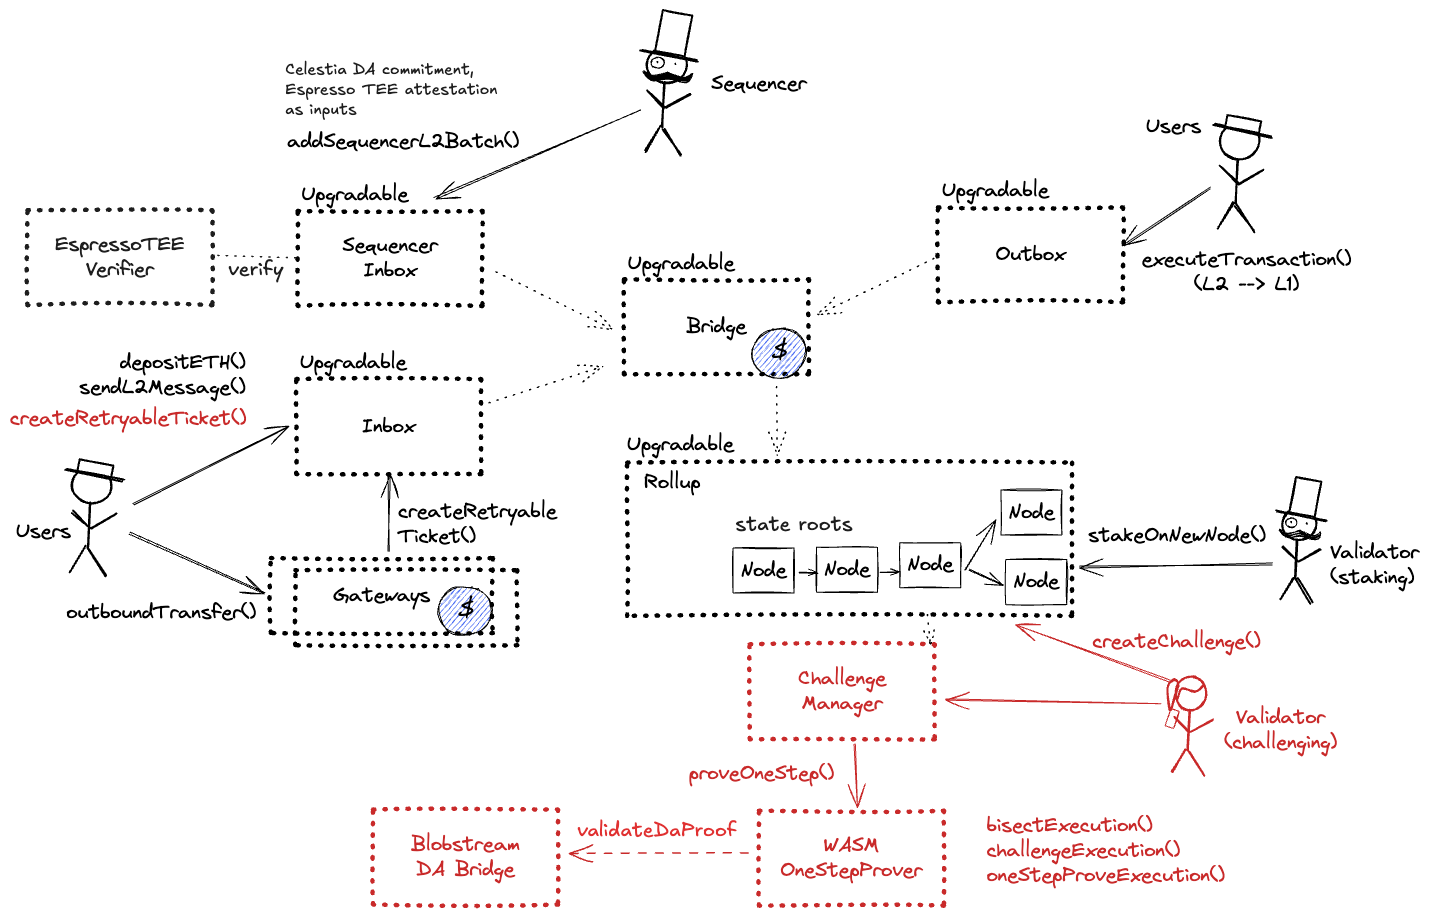 Celestia DA commitment,
Espresso TEE attestation
as inputs
addSequencerL2Batch()
Sequencer
Users
Upgradable
EspressoTEE
Verifier
verify
Sequencer
Inbox
Upgradable
Outbox
executeTransaction()
(L2 --> L1)
Upgradable
Bridge
$
depositETH()
sendL2Message()
createRetryableTicket()
Upgradable
Inbox
Users
createRetryable
Ticket()
outboundTransfer()
Gateways
$
Upgradable
Rollup
state roots
Node
Node
Node
Node
Node
stakeOnNewNode()
Validator
(staking)
createChallenge()
Challenge
Manager
Validator
(challenging)
proveOneStep()
Blobstream
DA Bridge
validateDaProof
WASM
OneStepProver
bisectExecution()
challengeExecution()
oneStepProveExecution()